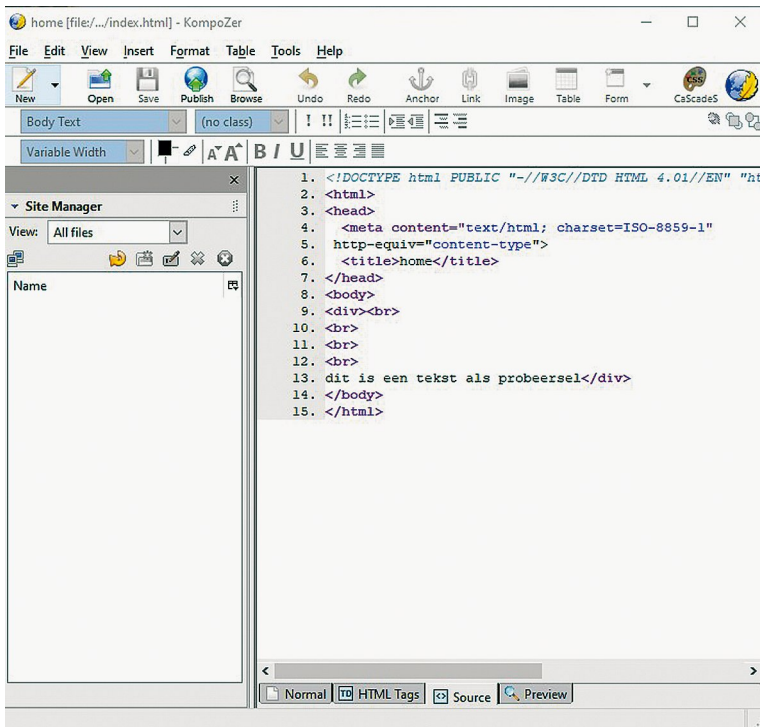 home [file:/.../index.html] - KompoZer
File Edit View Insert Format Table Tools Help
New Open Save Publish Browse Undo Redo Anchor Link Image Table Form CaScadeS
Body Text (no class) ! !!
Variable Width A A B I U
Site Manager
View: All files
Name
1. <!DOCTYPE html PUBLIC "-//W3C//DTD HTML 4.01//EN" "ht
2. <html>
3. <head>
4. <meta content="text/html; charset=ISO-8859-1"
5. http-equiv="content-type">
6. <title>home</title>
7. </head>
8. <body>
9. <div><br>
10. <br>
11. <br>
12. <br>
13. dit is een tekst als probeersel</div>
14. </body>
15. </html>
Normal TD HTML Tags <> Source Preview